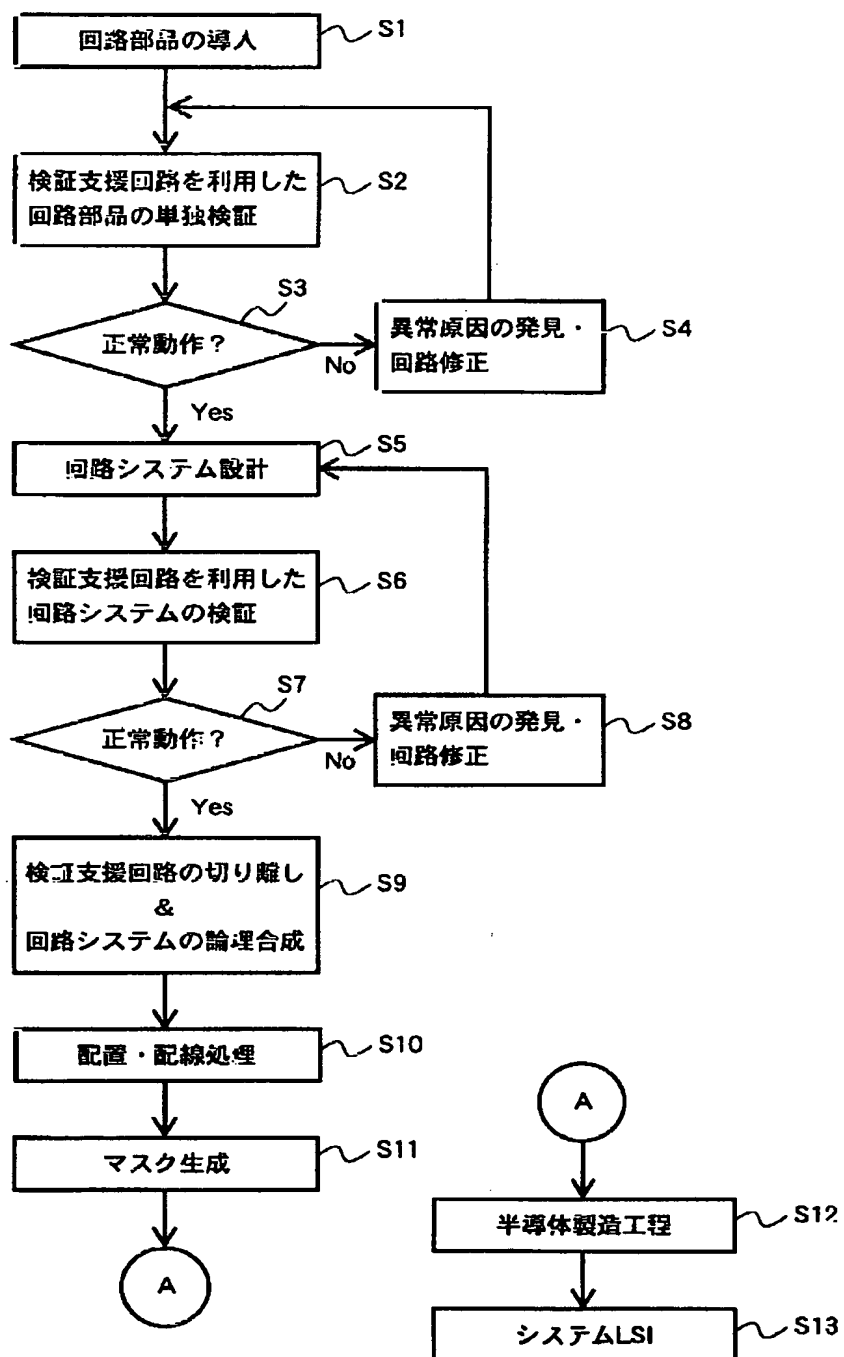 回路部品の導入
S1
検証支援回路を利用した
回路部品の単独検証
S2
S3
正常動作？
No
異常原因の発見・
回路修正
S4
Yes
S5
回路システム設計
検証支援回路を利用した
回路システムの検証
S6
S7
正常動作？
No
異常原因の発見・
回路修正
S8
Yes
検証支援回路の切り離し
&
回路システムの論理合成
S9
配置・配線処理
S10
マスク生成
S11
A
A
半導体製造工程
S12
システムLSI
S13